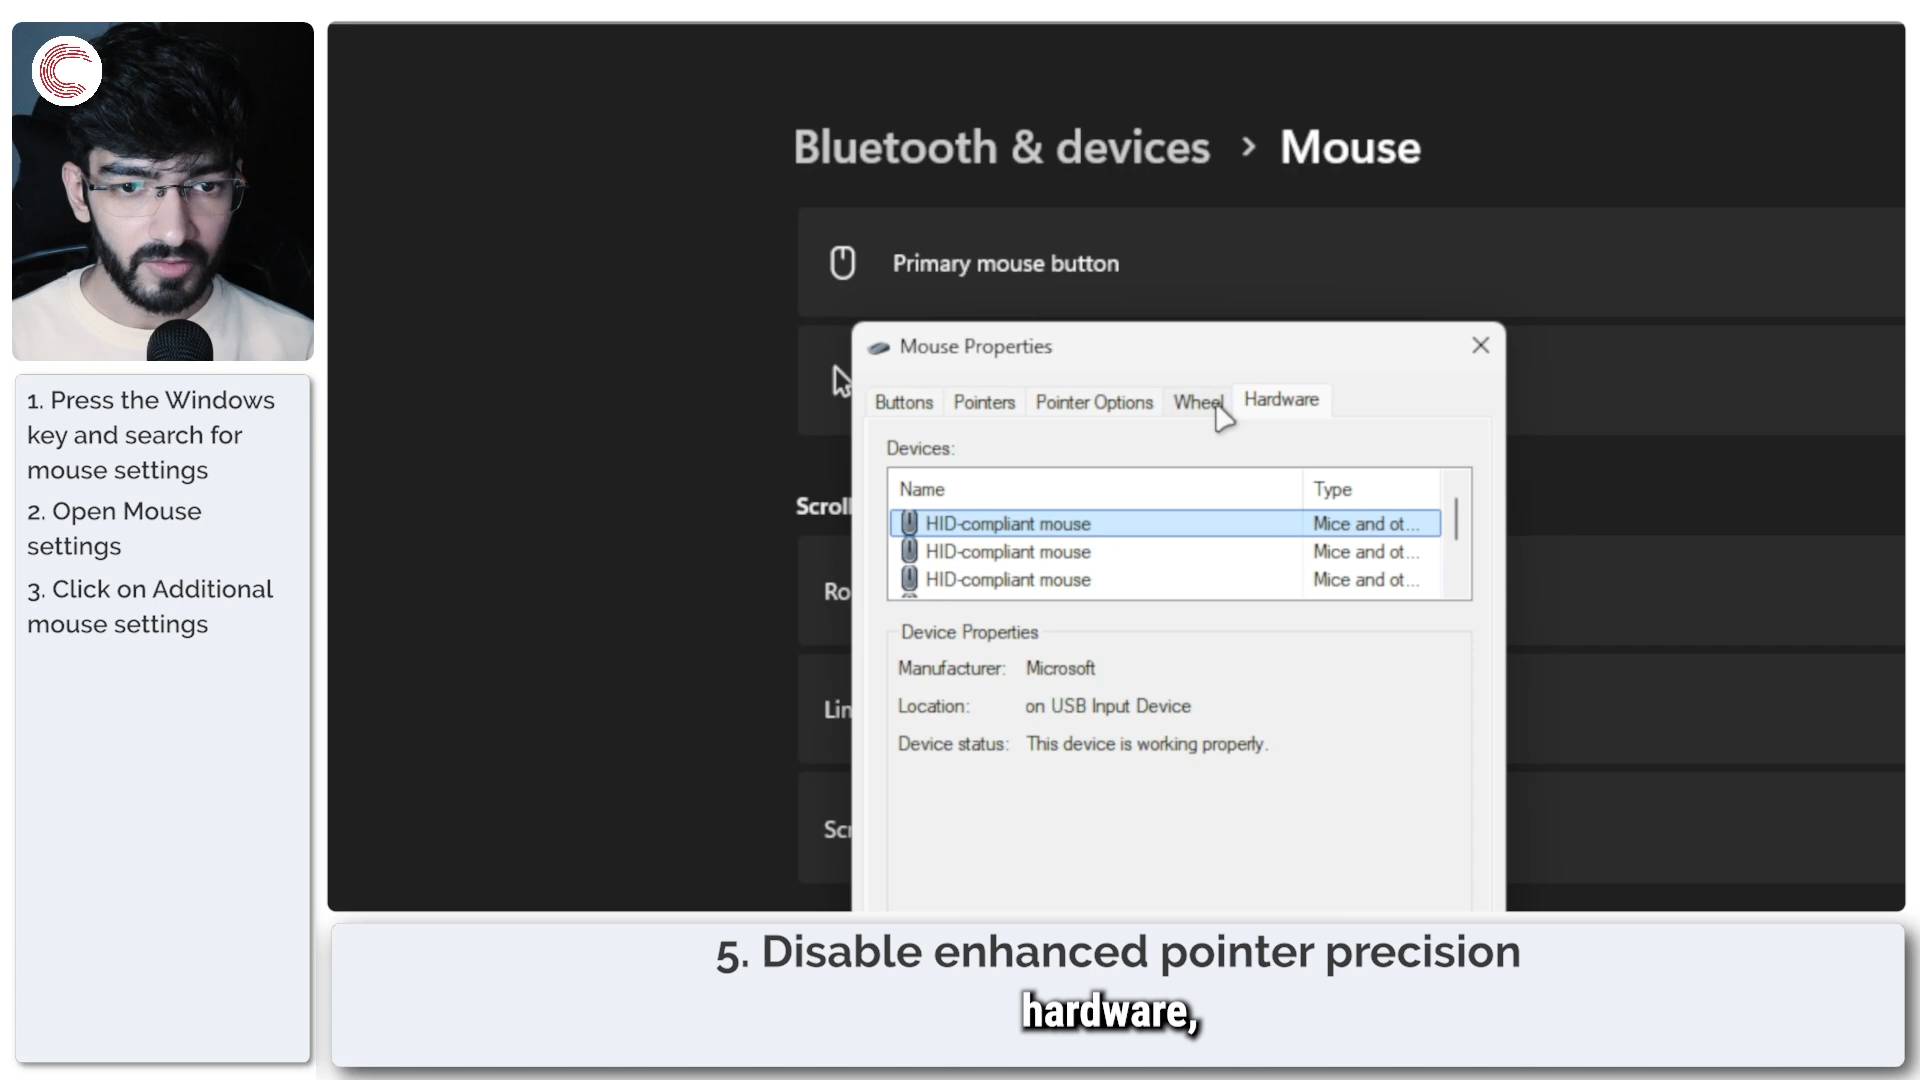 1. Press the Windows
key and search for
mouse settings
2. Open Mouse
settings
3. Click on Additional
mouse settings
Bluetooth & devices > Mouse
Primary mouse button
Mouse Properties
Buttons Pointers Pointer Options Wheel Hardware
Devices:
Name Type
HID-compliant mouse Mice and ot...
HID-compliant mouse Mice and ot...
HID-compliant mouse Mice and ot...
Scroll
Ro
Device Properties
Manufacturer: Microsoft
Location: on USB Input Device
Lin
Device status: This device is working properly.
Scr
5. Disable enhanced pointer precision
hardware,